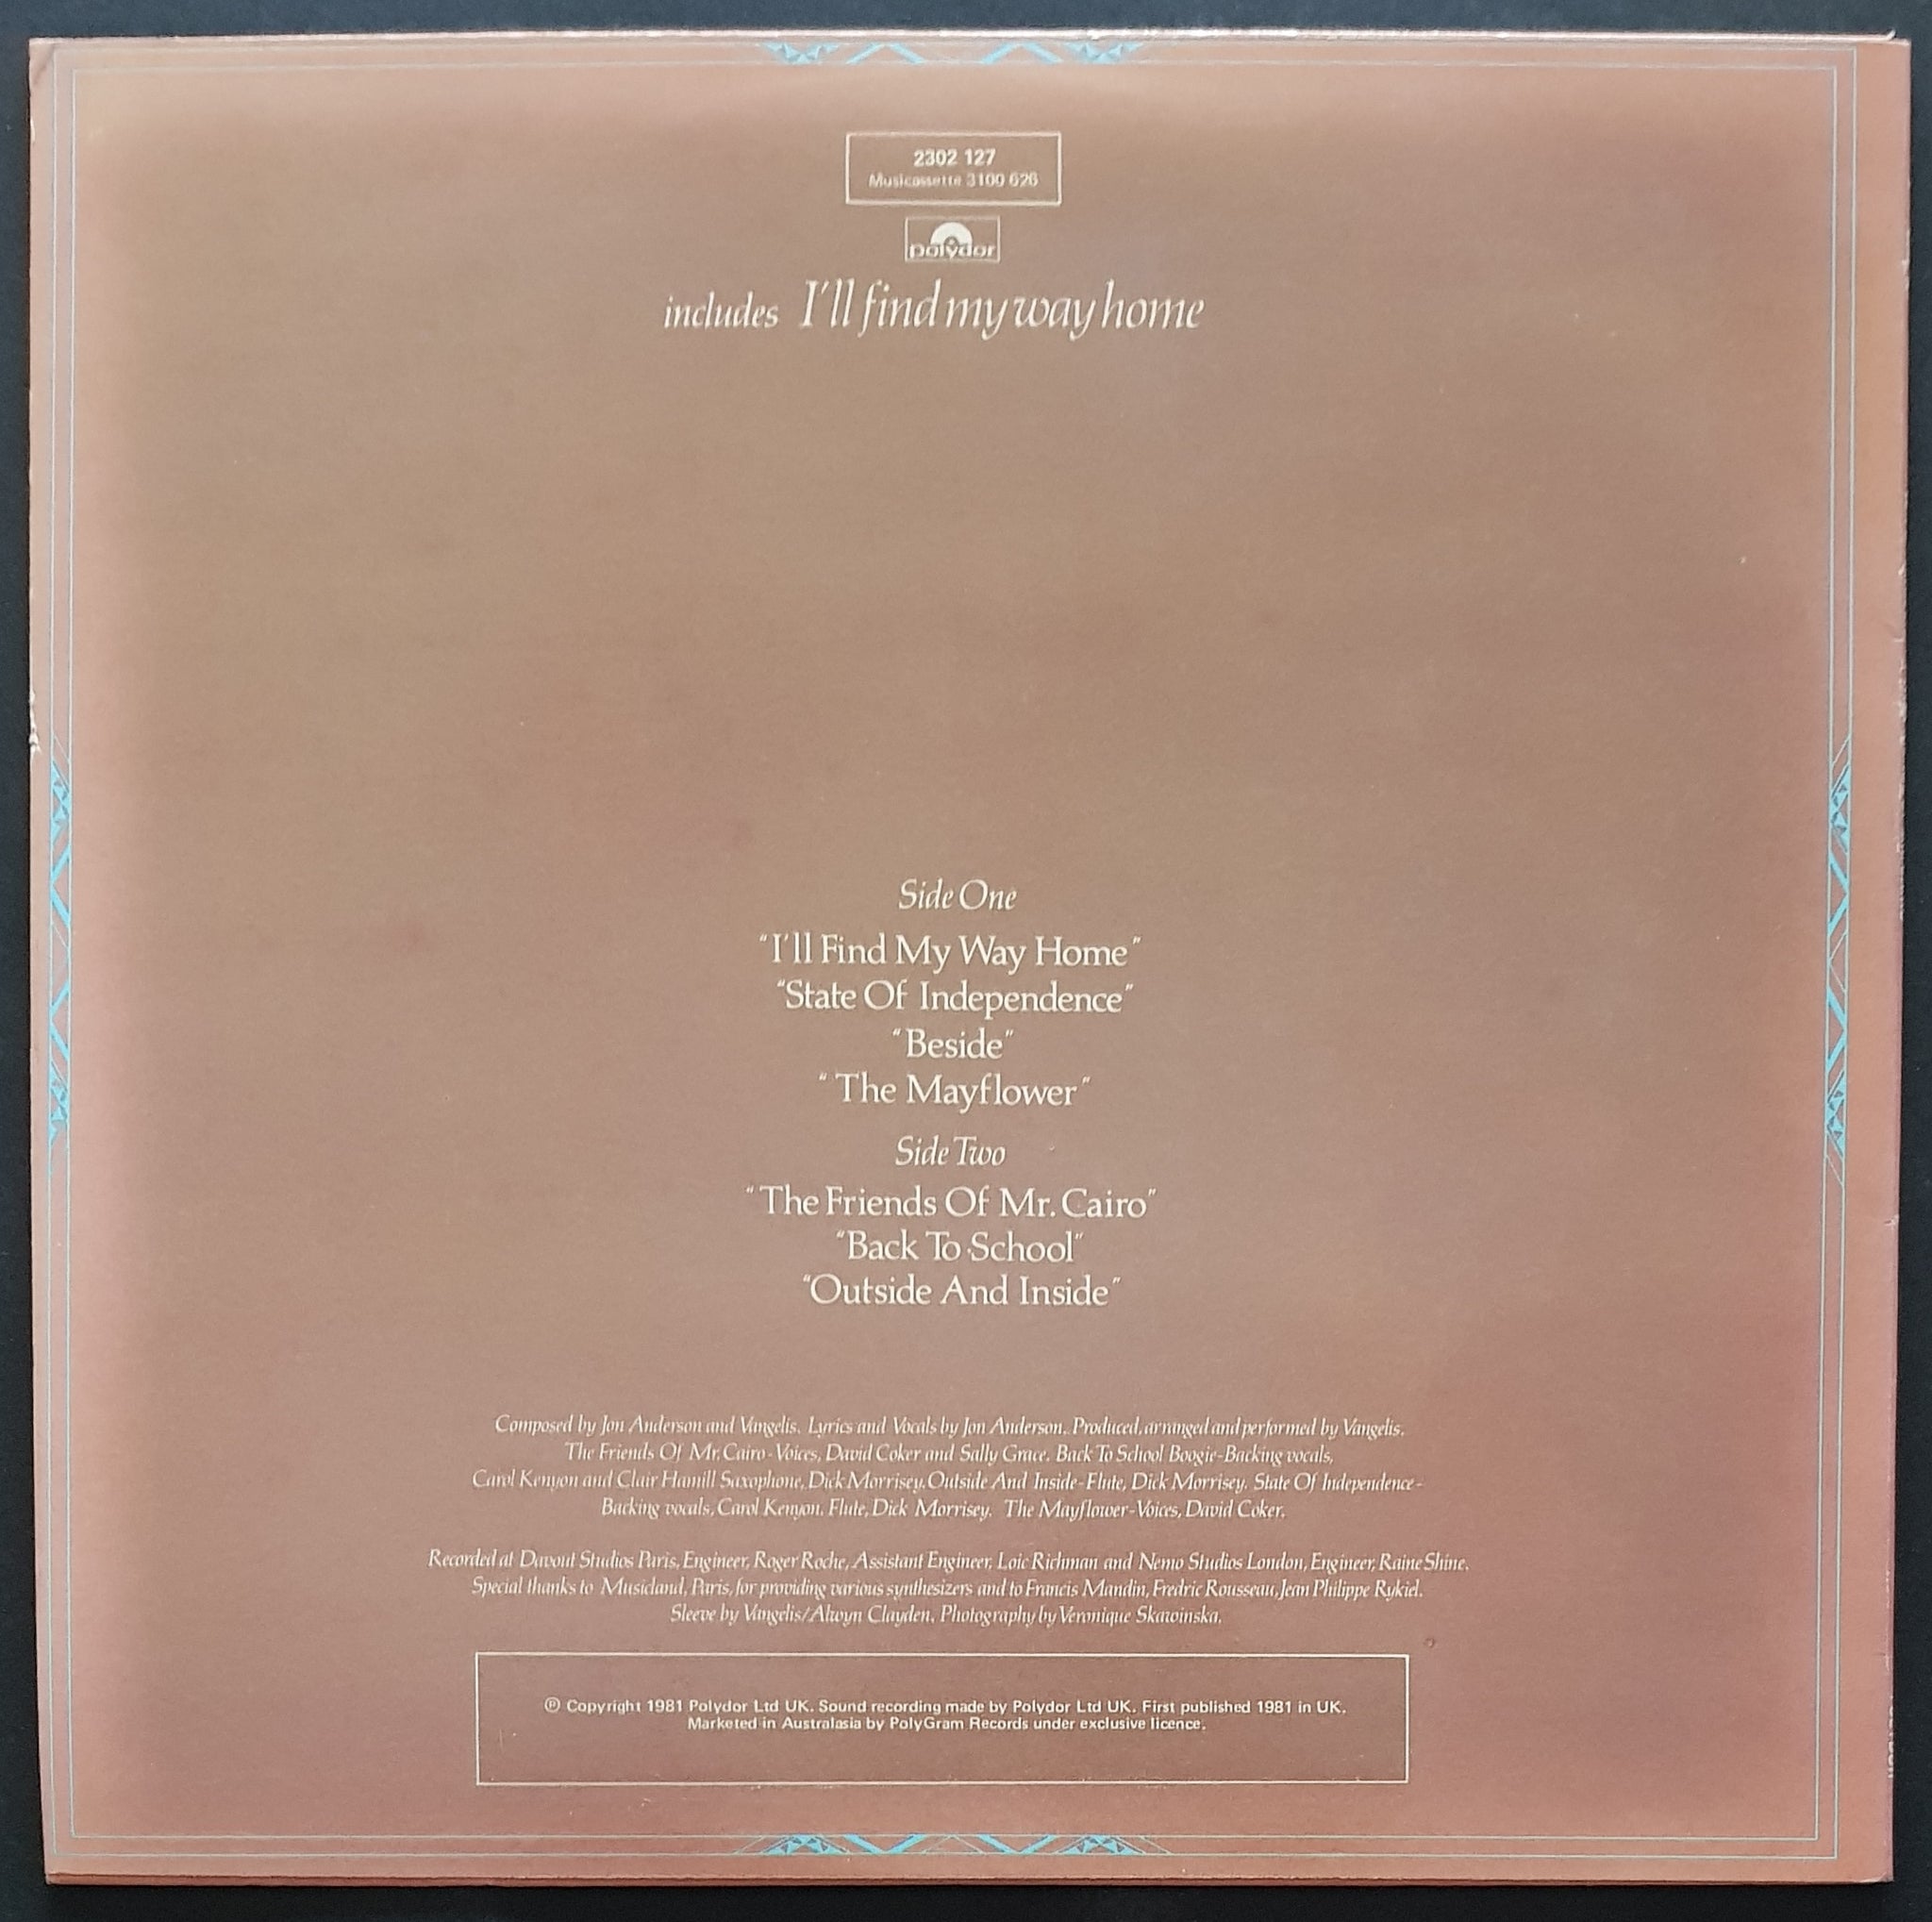 2302 127
Musicassette 3100 626
polydor
includes I'll find my way home
Side One
"I'll Find My Way Home"
"State Of Independence"
"Beside"
"The Mayflower"
Side Two
"The Friends Of Mr. Cairo"
"Back To School"
"Outside And Inside"
Composed by Jon Anderson and Vangelis. Lyrics and Vocals by Jon Anderson. Produced, arranged and performed by Vangelis.
The Friends Of Mr. Cairo - Voices, David Coker and Sally Grace. Back To School Boogie - Backing vocals,
Carol Kenyon and Clair Hamill Saxophone, Dick Morrisey. Outside And Inside - Flute, Dick Morrisey. State Of Independence -
Backing vocals, Carol Kenyon. Flute, Dick Morrisey. The Mayflower - Voices, David Coker.
Recorded at Davout Studios Paris, Engineer, Roger Roche, Assistant Engineer, Loic Richman and Nemo Studios London, Engineer, Raine Shine.
Special thanks to Musicland, Paris, for providing various synthesizers and to Francis Mandin, Fredric Rousseau, Jean Philippe Rykiel.
Sleeve by Vangelis/Alwyn Clayden. Photography by Veronique Skawinska.
℗ Copyright 1981 Polydor Ltd UK. Sound recording made by Polydor Ltd UK. First published 1981 in UK.
Marketed in Australasia by PolyGram Records under exclusive licence.